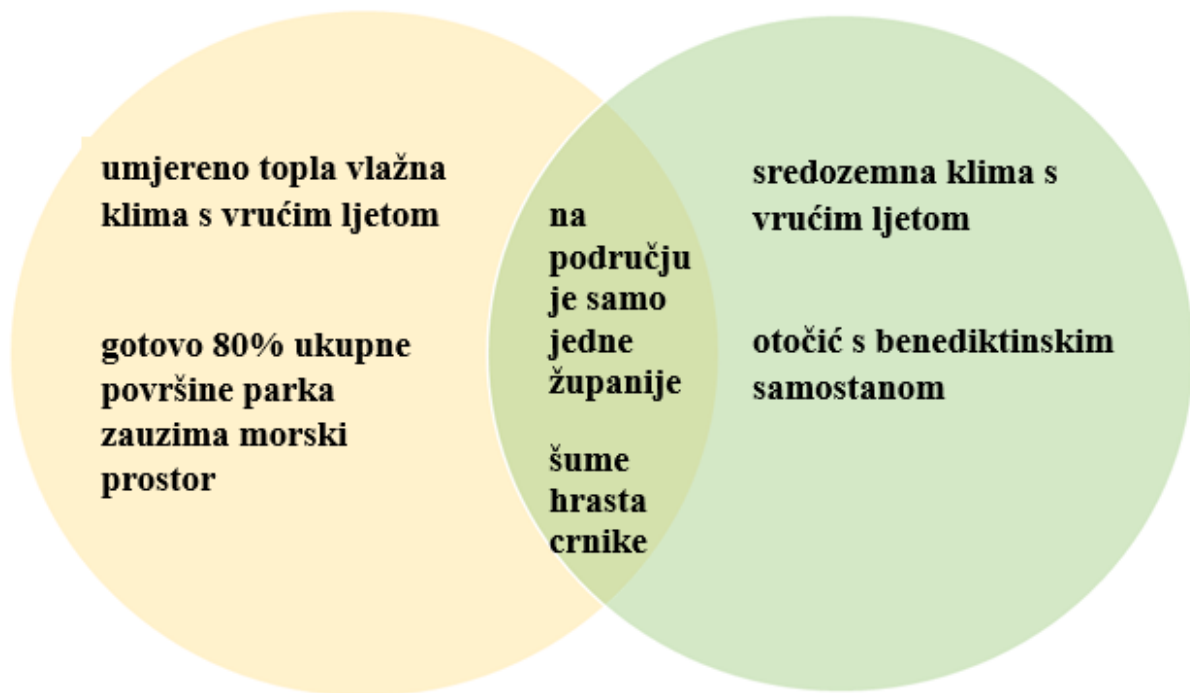 umjereno topla vlažna
klima s vrućim ljetom
gotovo 80% ukupne
površine parka
zauzima morski
prostor
na
području
je samo
jedne
županije
šume
hrasta
crnike
sredozemna klima s
vrućim ljetom
otočić s benediktinskim
samostanom